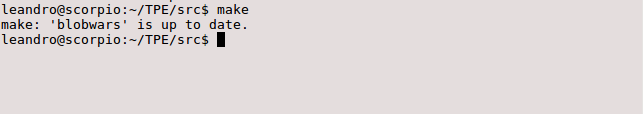 leandro@scorpio:~/TPE/src$ make
make: 'blobwars' is up to date.
leandro@scorpio:~/TPE/src$